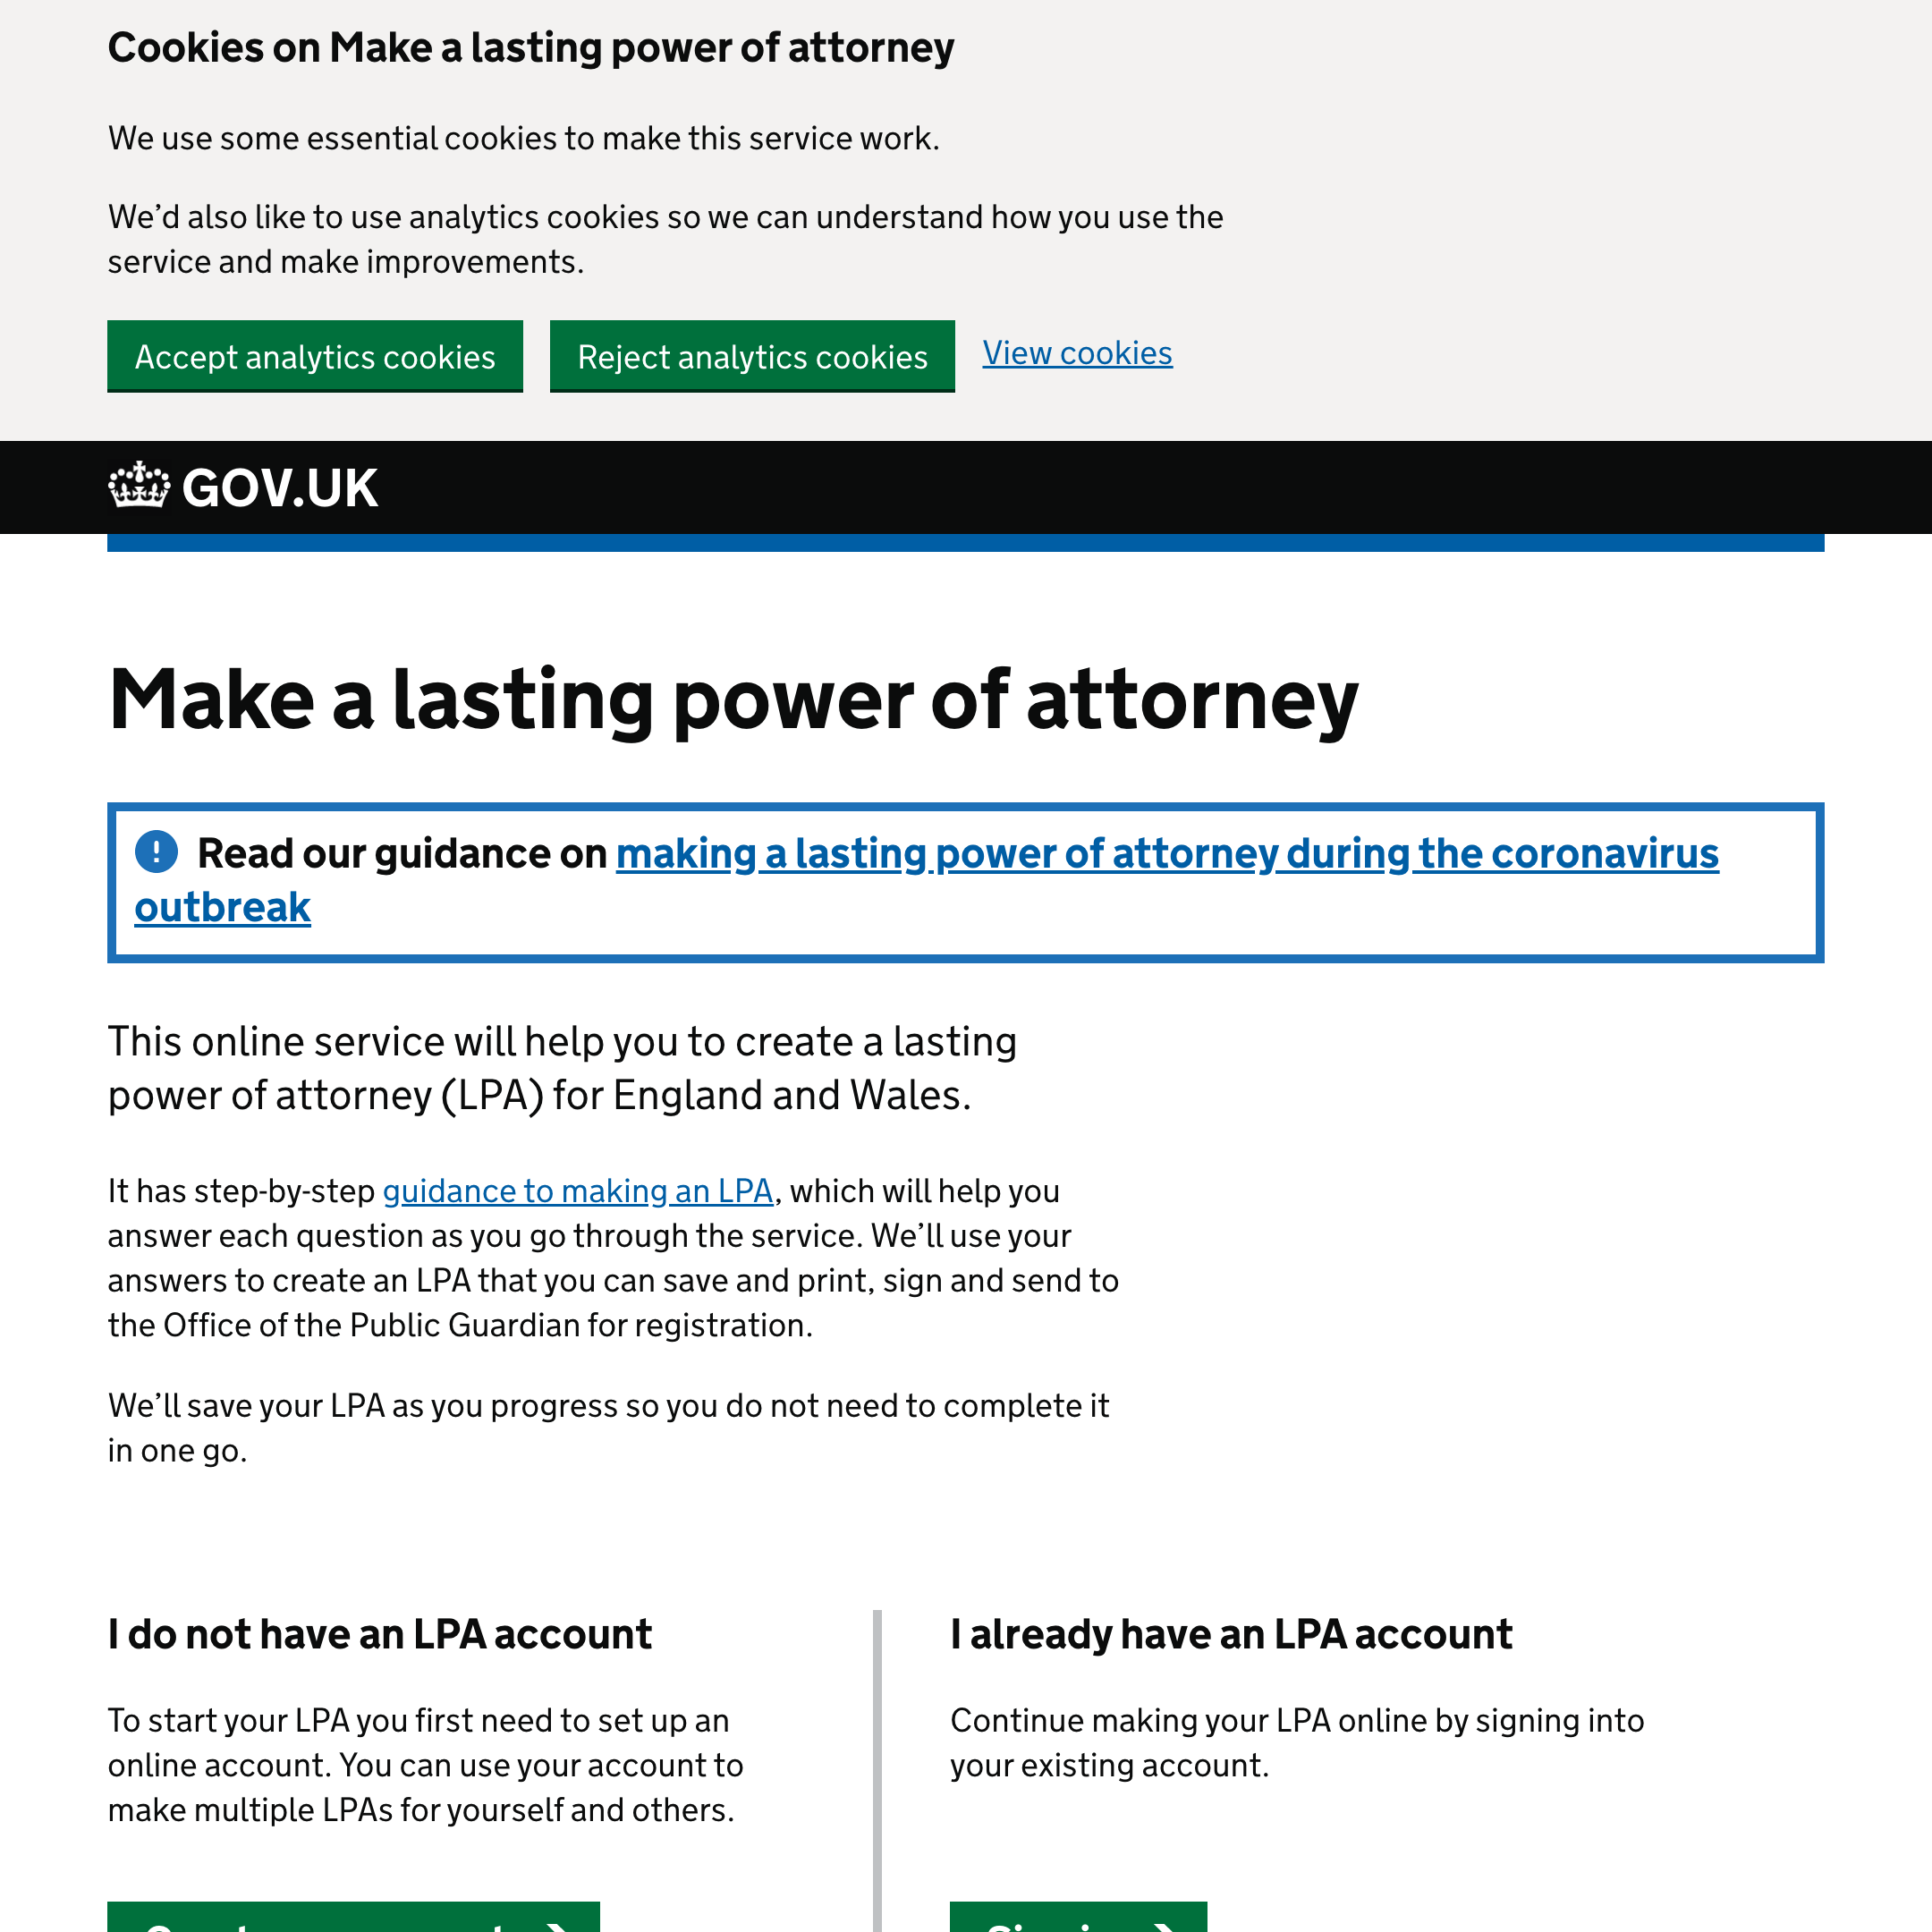 Cookies on Make a lasting power of attorney
We use some essential cookies to make this service work.
We’d also like to use analytics cookies so we can understand how you use the
service and make improvements.
Accept analytics cookies
Reject analytics cookies
View cookies
GOV.UK
Make a lasting power of attorney
! Read our guidance on making a lasting power of attorney during the coronavirus
outbreak
This online service will help you to create a lasting
power of attorney (LPA) for England and Wales.
It has step-by-step guidance to making an LPA, which will help you
answer each question as you go through the service. We’ll use your
answers to create an LPA that you can save and print, sign and send to
the Office of the Public Guardian for registration.
We’ll save your LPA as you progress so you do not need to complete it
in one go.
I do not have an LPA account
To start your LPA you first need to set up an
online account. You can use your account to
make multiple LPAs for yourself and others.
I already have an LPA account
Continue making your LPA online by signing into
your existing account.